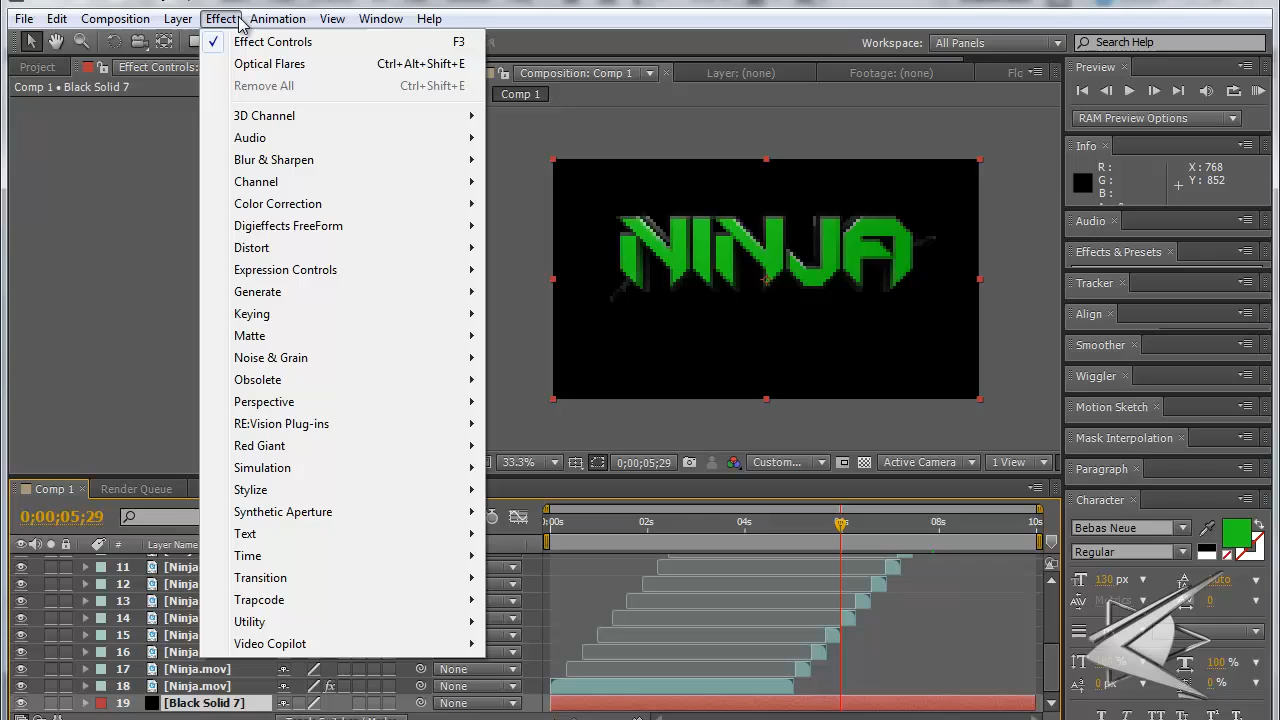 File Edit Composition Layer Effect Animation View Window Help
Workspace: All Panels Search Help
Project Effect Controls:
Comp 1 • Black Solid 7
Effect Controls F3
Optical Flares Ctrl+Alt+Shift+E
Remove All Ctrl+Shift+E
3D Channel
Audio
Blur & Sharpen
Channel
Color Correction
Digieffects FreeForm
Distort
Expression Controls
Generate
Keying
Matte
Noise & Grain
Obsolete
Perspective
RE:Vision Plug-ins
Red Giant
Simulation
Stylize
Synthetic Aperture
Text
Time
Transition
Trapcode
Utility
Video Copilot
Composition: Comp 1 Layer: (none) Footage: (none)
Comp 1
NINJA
33.3% 0;00;05;29 Custom... Active Camera 1 View
Preview
RAM Preview Options
Info
R: X: 768
G: Y: 852
B:
Audio
Effects & Presets
Tracker
Align
Smoother
Wiggler
Motion Sketch
Mask Interpolation
Paragraph
Character
Bebas Neue
Regular
130 px Auto
Metrics 0
100 %
0 px 0 %
Comp 1 Render Queue
0;00;05;29
# Layer Name
0:00s 02s 04s 08s 10s
11 [Ninja
12 [Ninja
13 [Ninja
14 [Ninja
15 [Ninja
16 [Ninja
17 [Ninja.mov] None
18 [Ninja.mov] fx None
19 [Black Solid 7] None